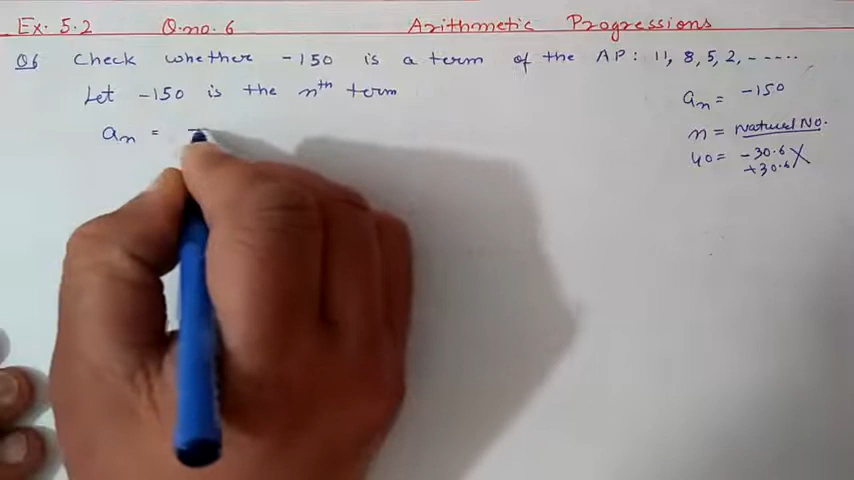 Ex: 5.2 Q.no. 6 Arithmetic Progressions
Q6 Check whether -150 is a term of the AP: 11, 8, 5, 2, ------
Let -150 is the nth term
an = -
an = -150
n = Natural No.
40 = -30.6 X
+30.6